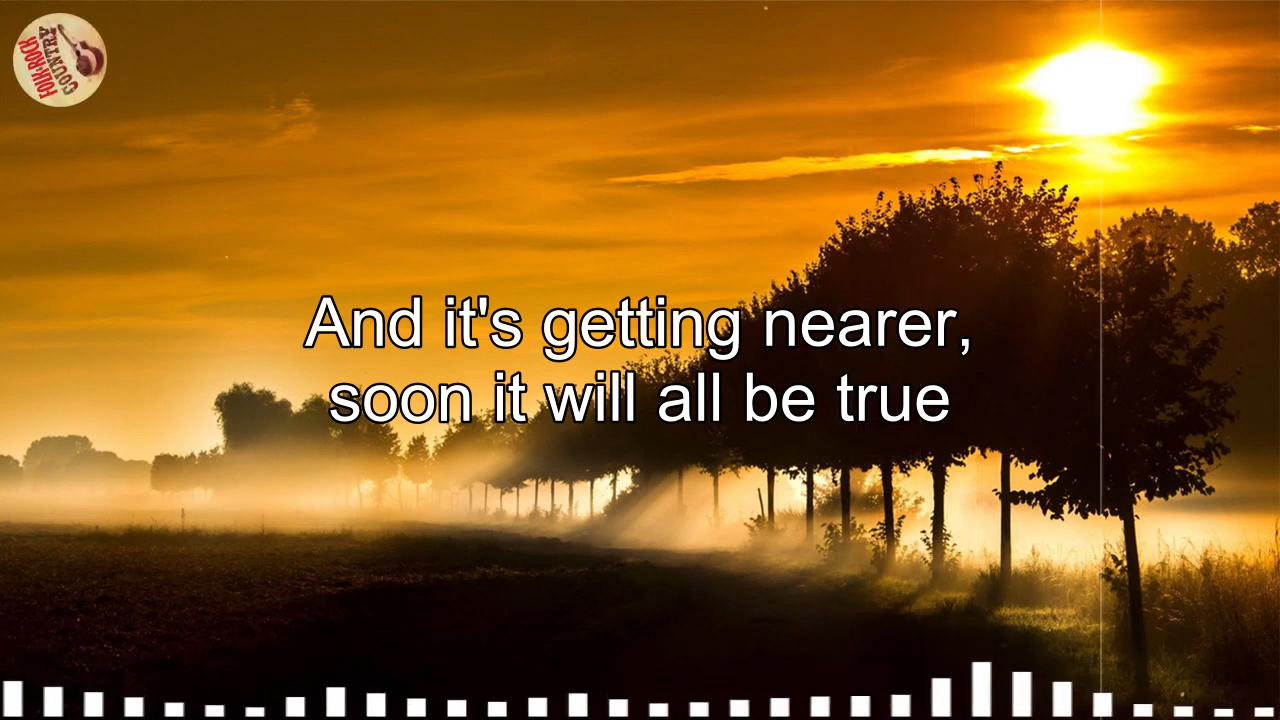 FOLK-ROCK
COUNTRY
And it's getting nearer,
soon it will all be true